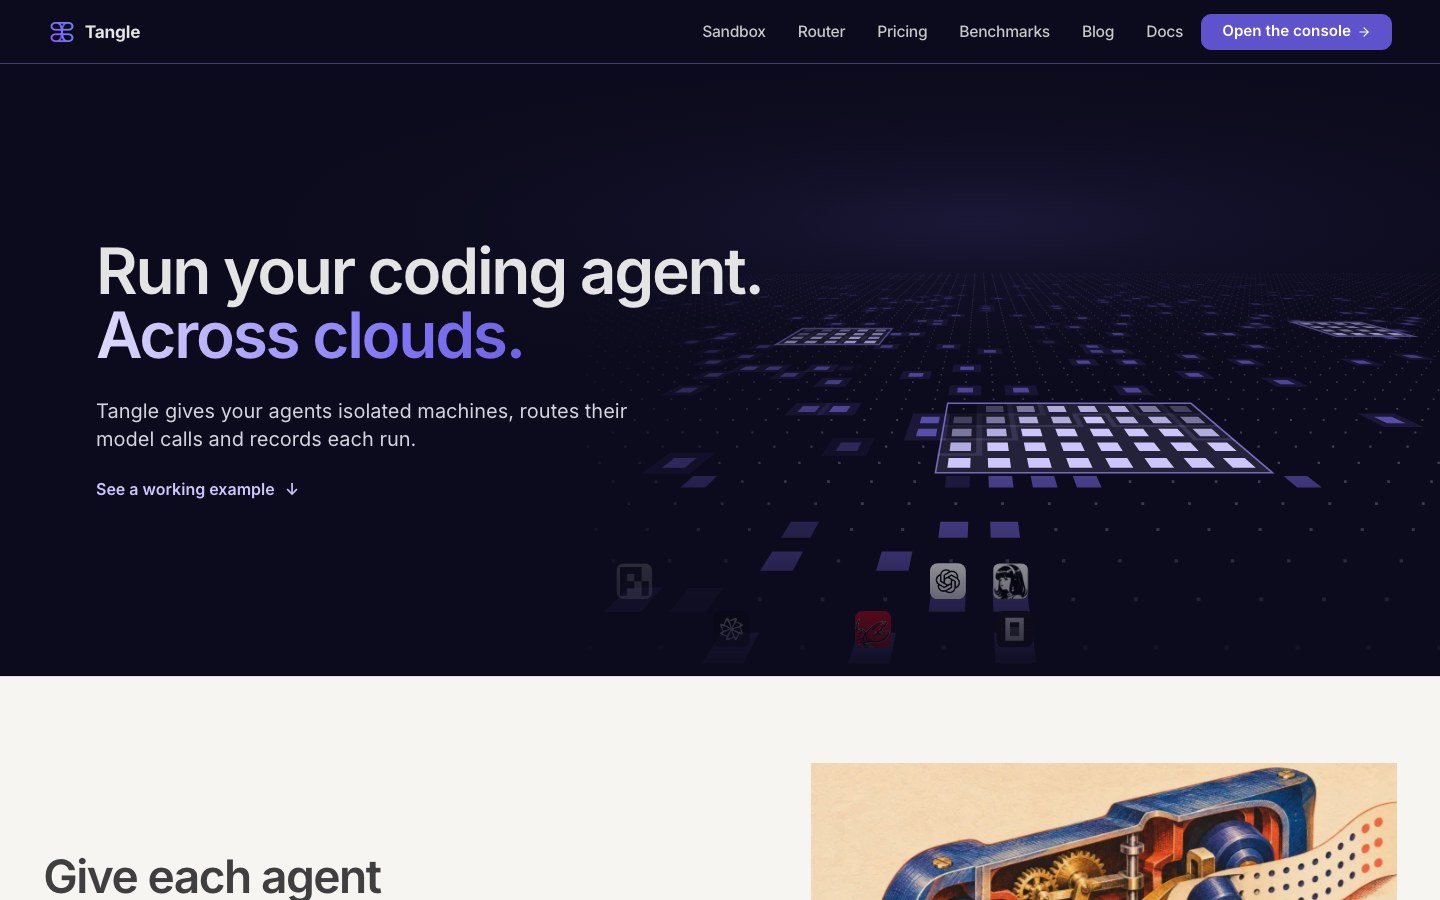 Tangle
Sandbox
Router
Pricing
Benchmarks
Blog
Docs
Open the console →
Run your coding agent.
Across clouds.
Tangle gives your agents isolated machines, routes their
model calls and records each run.
See a working example ↓
Give each agent